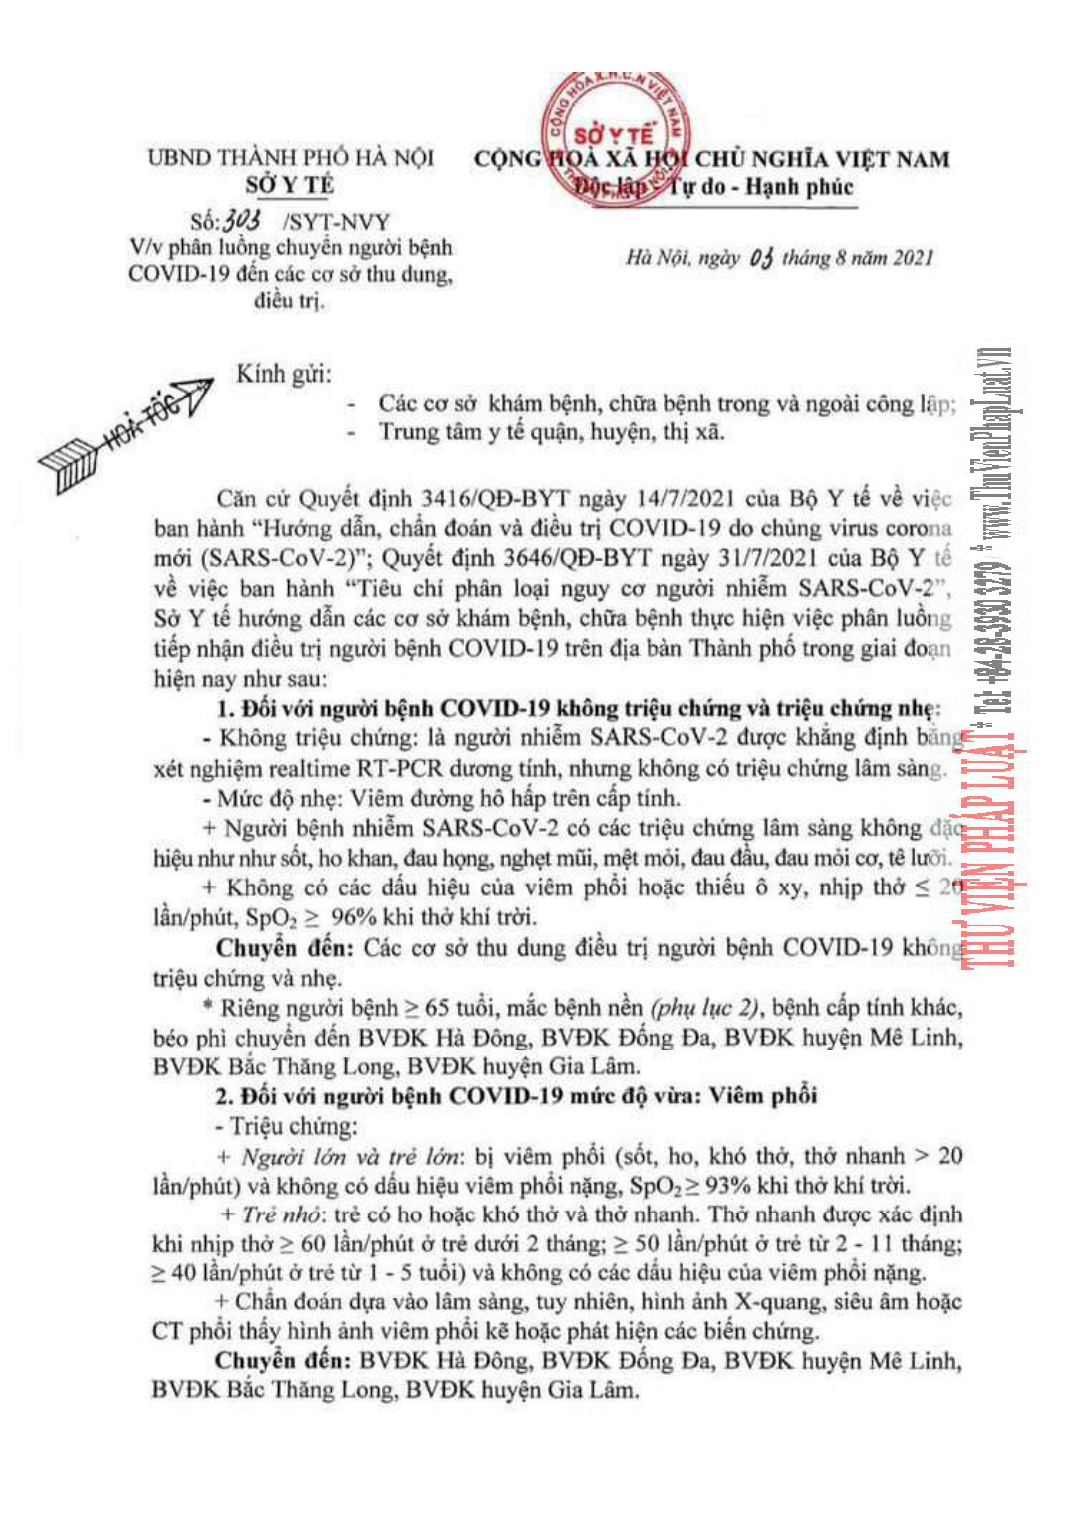 CỘNG HÒA X.H.C.N VIỆT NAM
SỞ Y TẾ
UBND THÀNH PHỐ HÀ NỘI
SỞ Y TẾ
CỘNG HOÀ XÃ HỘI CHỦ NGHĨA VIỆT NAM
Độc lập - Tự do - Hạnh phúc
Số: 303 /SYT-NVY
V/v phân luồng chuyển người bệnh
COVID-19 đến các cơ sở thu dung,
điều trị.
Hà Nội, ngày 03 tháng 8 năm 2021
HOẢ TỐC
Kính gửi:
- Các cơ sở khám bệnh, chữa bệnh trong và ngoài công lập;
- Trung tâm y tế quận, huyện, thị xã.
Căn cứ Quyết định 3416/QĐ-BYT ngày 14/7/2021 của Bộ Y tế về việc
ban hành “Hướng dẫn, chẩn đoán và điều trị COVID-19 do chủng virus corona
mới (SARS-CoV-2)”; Quyết định 3646/QĐ-BYT ngày 31/7/2021 của Bộ Y tế
về việc ban hành “Tiêu chí phân loại nguy cơ người nhiễm SARS-CoV-2”,
Sở Y tế hướng dẫn các cơ sở khám bệnh, chữa bệnh thực hiện việc phân luồng
tiếp nhận điều trị người bệnh COVID-19 trên địa bàn Thành phố trong giai đoạn
hiện nay như sau:
1. Đối với người bệnh COVID-19 không triệu chứng và triệu chứng nhẹ:
- Không triệu chứng: là người nhiễm SARS-CoV-2 được khẳng định bằng
xét nghiệm realtime RT-PCR dương tính, nhưng không có triệu chứng lâm sàng.
- Mức độ nhẹ: Viêm đường hô hấp trên cấp tính.
+ Người bệnh nhiễm SARS-CoV-2 có các triệu chứng lâm sàng không đặc
hiệu như như sốt, ho khan, đau họng, nghẹt mũi, mệt mỏi, đau đầu, đau mỏi cơ, tê lưỡi.
+ Không có các dấu hiệu của viêm phổi hoặc thiếu ô xy, nhịp thở ≤ 20
lần/phút, SpO₂ ≥ 96% khi thở khí trời.
Chuyển đến: Các cơ sở thu dung điều trị người bệnh COVID-19 không
triệu chứng và nhẹ.
* Riêng người bệnh ≥ 65 tuổi, mắc bệnh nền (phụ lục 2), bệnh cấp tính khác,
béo phì chuyển đến BVĐK Hà Đông, BVĐK Đống Đa, BVĐK huyện Mê Linh,
BVĐK Bắc Thăng Long, BVĐK huyện Gia Lâm.
2. Đối với người bệnh COVID-19 mức độ vừa: Viêm phổi
- Triệu chứng:
+ Người lớn và trẻ lớn: bị viêm phổi (sốt, ho, khó thở, thở nhanh > 20
lần/phút) và không có dấu hiệu viêm phổi nặng, SpO₂ ≥ 93% khi thở khí trời.
+ Trẻ nhỏ: trẻ có ho hoặc khó thở và thở nhanh. Thở nhanh được xác định
khi nhịp thở ≥ 60 lần/phút ở trẻ dưới 2 tháng; ≥ 50 lần/phút ở trẻ từ 2 - 11 tháng;
≥ 40 lần/phút ở trẻ từ 1 - 5 tuổi) và không có các dấu hiệu của viêm phổi nặng.
+ Chẩn đoán dựa vào lâm sàng, tuy nhiên, hình ảnh X-quang, siêu âm hoặc
CT phổi thấy hình ảnh viêm phổi kẽ hoặc phát hiện các biến chứng.
Chuyển đến: BVĐK Hà Đông, BVĐK Đống Đa, BVĐK huyện Mê Linh,
BVĐK Bắc Thăng Long, BVĐK huyện Gia Lâm.
THƯ VIỆN PHÁP LUẬT * Tel: +84-28-3930 3279 * www.ThuVienPhapLuat.vn